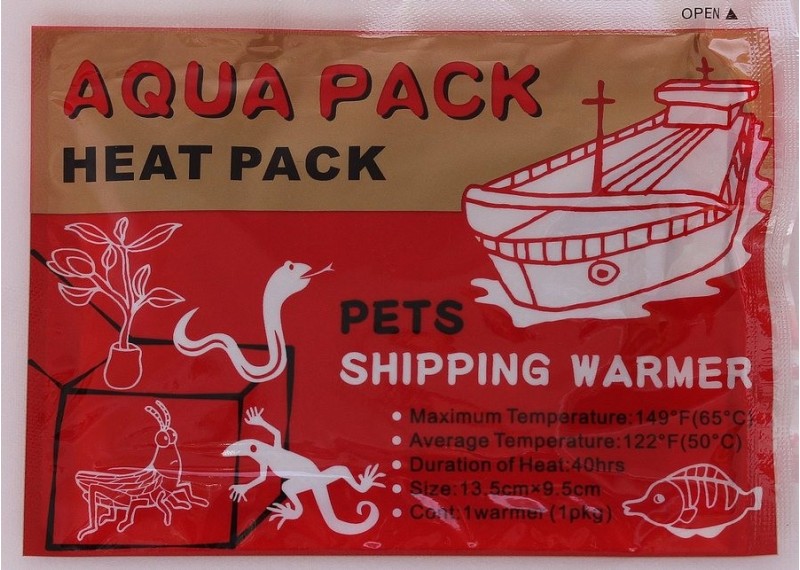 OPEN ▲
AQUA PACK
HEAT PACK
PETS
SHIPPING WARMER
• Maximum Temperature:149°F(65°C)
• Average Temperature:122°F(50°C)
• Duration of Heat:40hrs
• Size:13.5cm×9.5cm
• Cont:1warmer(1pkg)